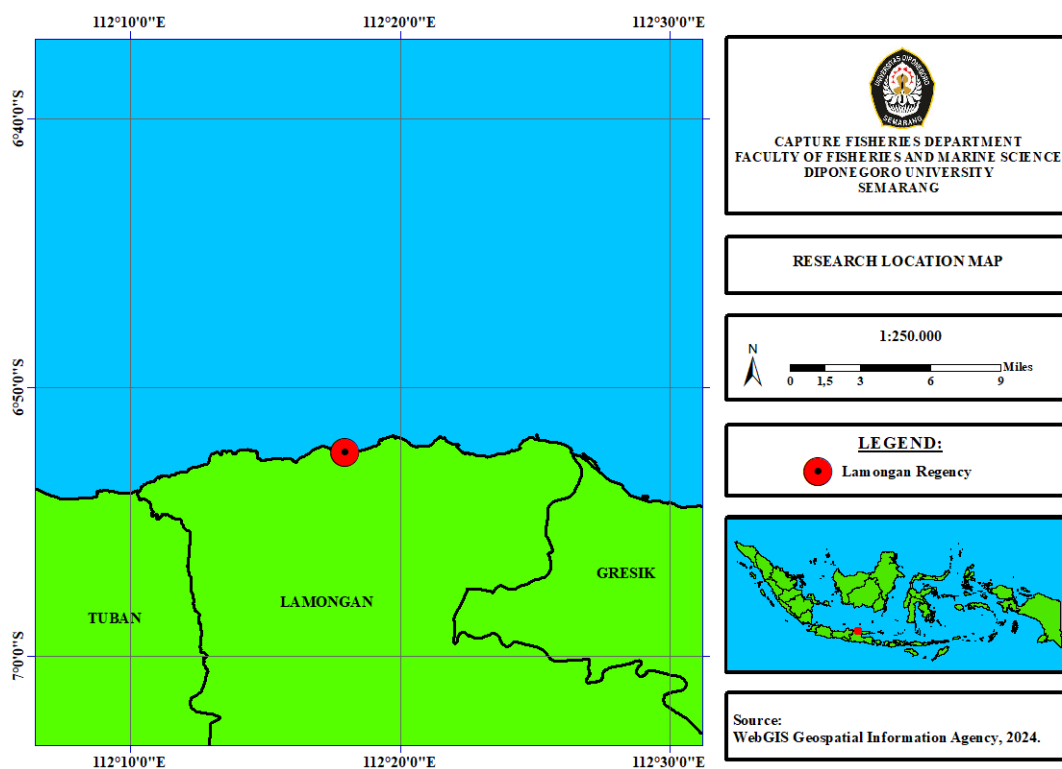 112°10'0"E 112°20'0"E 112°30'0"E
6°40'0"S
6°50'0"S
7°0'0"S
TUBAN
LAMONGAN
GRESIK
112°10'0"E 112°20'0"E 112°30'0"E
UNIVERSITAS DIPONEGORO
SEMARANG
CAPTURE FISHERIES DEPARTMENT
FACULTY OF FISHERIES AND MARINE SCIENCE
DIPONEGORO UNIVERSITY
SEMARANG
RESEARCH LOCATION MAP
1:250.000
N
Miles
0 1,5 3 6 9
LEGEND:
Lamongan Regency
Source:
WebGIS Geospatial Information Agency, 2024.